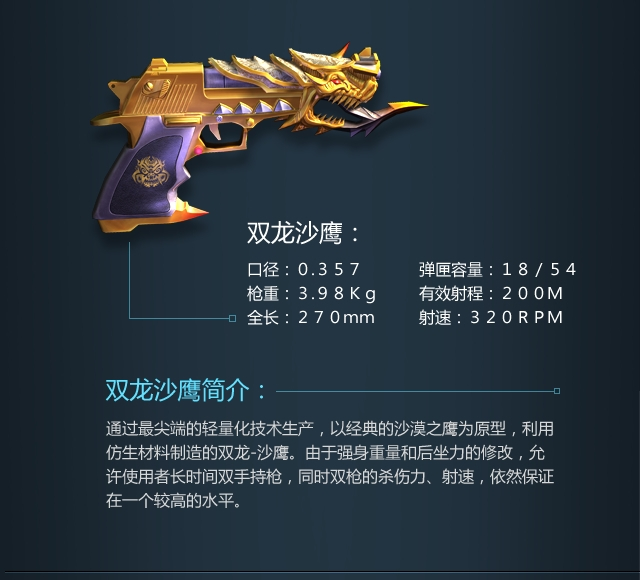 双龙沙鹰：
口径：0.357 弹匣容量：18/54
枪重：3.98Kg 有效射程：200M
全长：270mm 射速：320RPM
双龙沙鹰简介：
通过最尖端的轻量化技术生产，以经典的沙漠之鹰为原型，利用
仿生材料制造的双龙-沙鹰。由于强身重量和后坐力的修改，允
许使用者长时间双手持枪，同时双枪的杀伤力、射速，依然保证
在一个较高的水平。